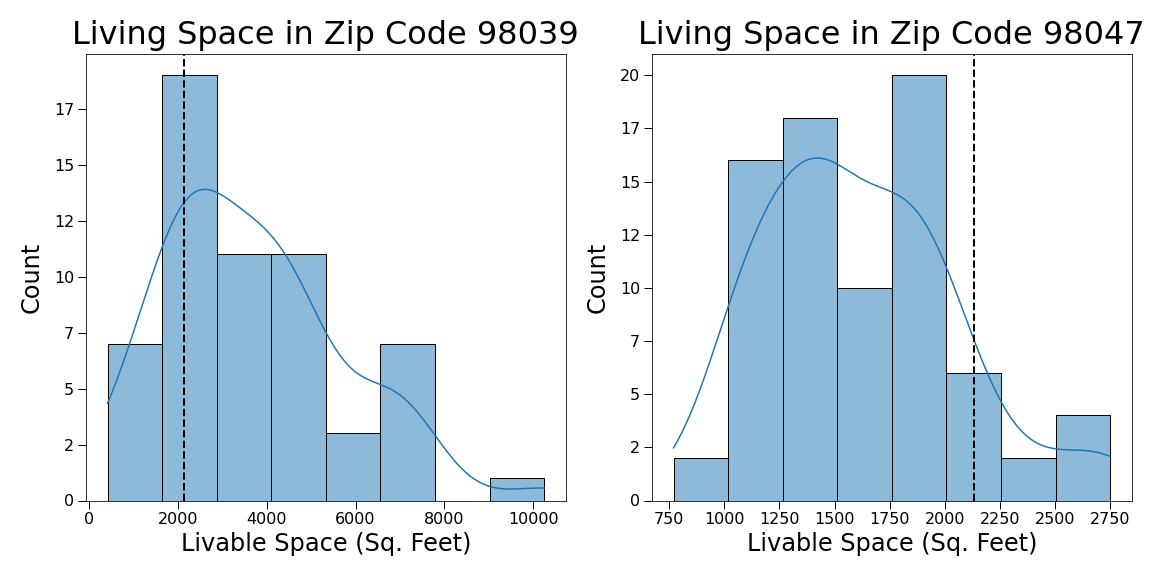 Living Space in Zip Code 98039
Count
17
15
12
10
7
5
2
0
0 2000 4000 6000 8000 10000
Livable Space (Sq. Feet)
Living Space in Zip Code 98047
Count
20
17
15
12
10
7
5
2
0
750 1000 1250 1500 1750 2000 2250 2500 2750
Livable Space (Sq. Feet)